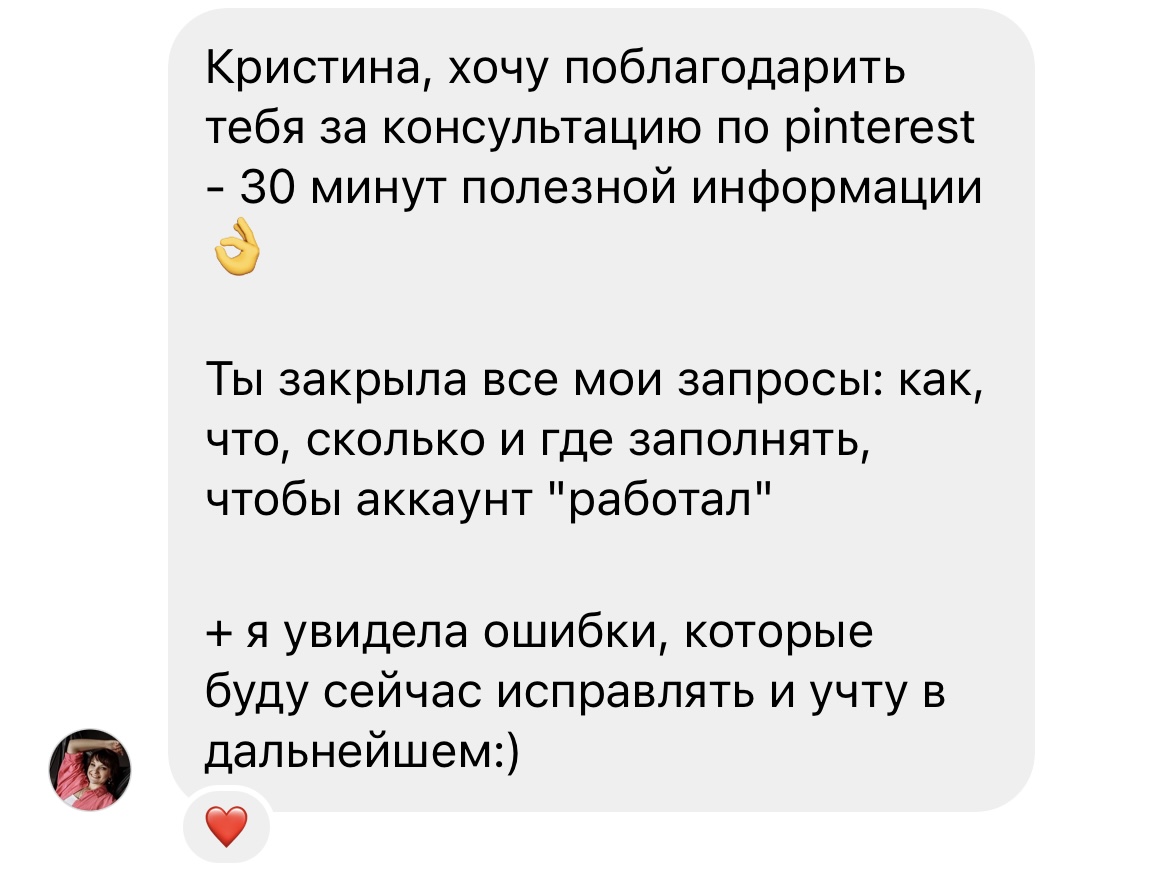 Кристина, хочу поблагодарить
тебя за консультацию по pinterest
- 30 минут полезной информации
👌
Ты закрыла все мои запросы: как,
что, сколько и где заполнять,
чтобы аккаунт "работал"
+ я увидела ошибки, которые
буду сейчас исправлять и учту в
дальнейшем:)
❤️